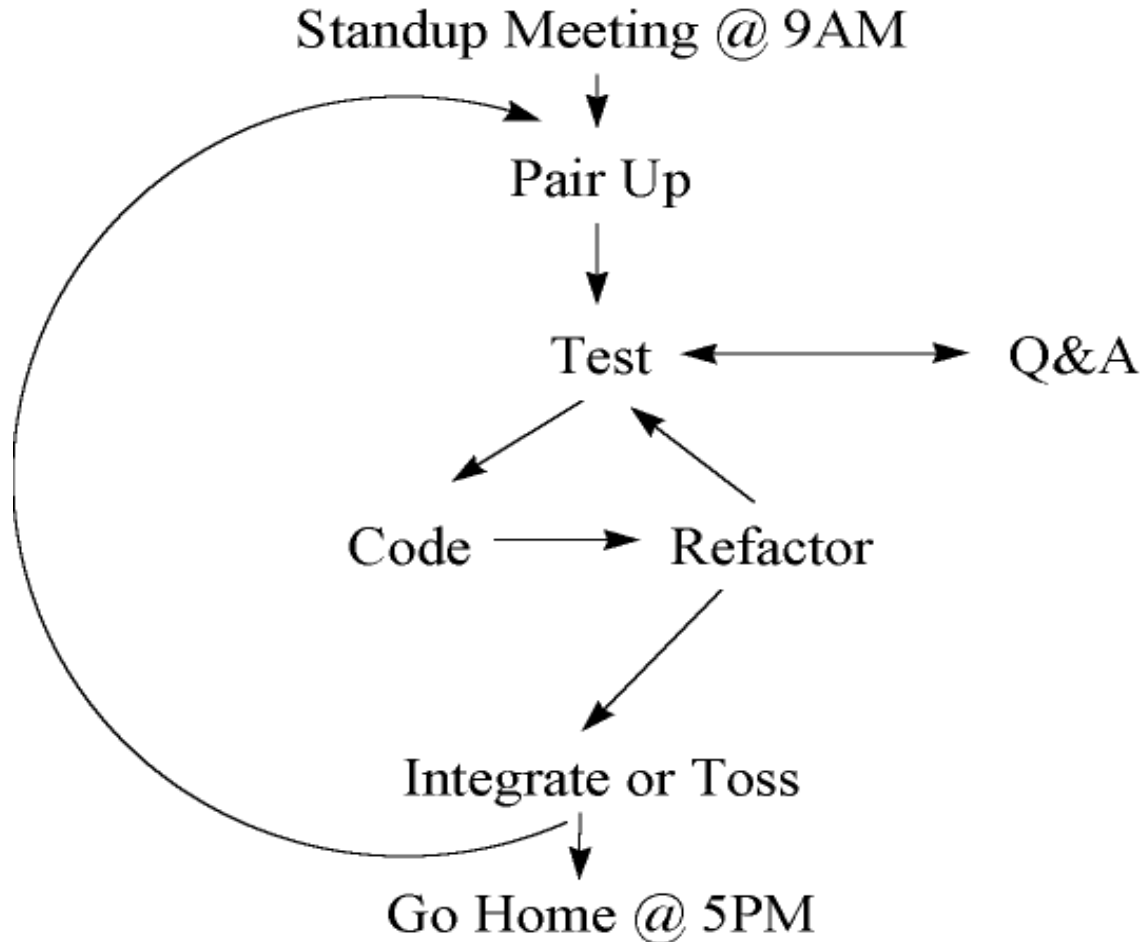 Standup Meeting @ 9AM
Pair Up
Test
Q&A
Code
Refactor
Integrate or Toss
Go Home @ 5PM